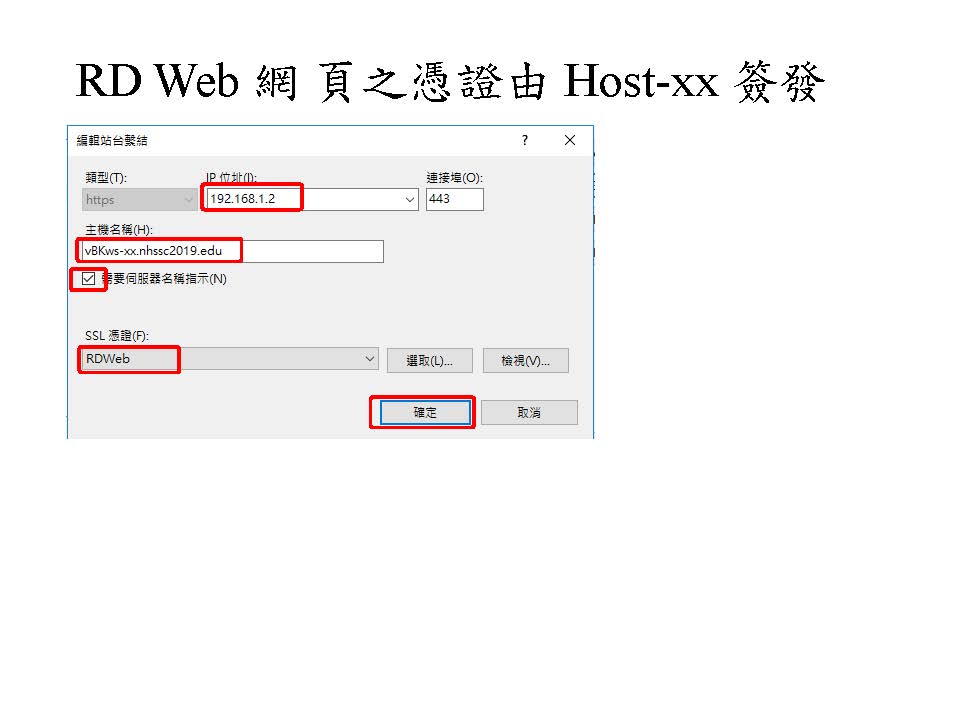 RD Web 網 頁之憑證由 Host-xx 簽發
編輯站台繫結 ?
類型(T): IP 位址(I): 連接埠(O):
https 192.168.1.2 443
主機名稱(H):
vBKws-xx.nhssc2019.edu
需要伺服器名稱指示(N)
SSL 憑證(F):
RDWeb 選取(L)... 檢視(V)...
確定 取消